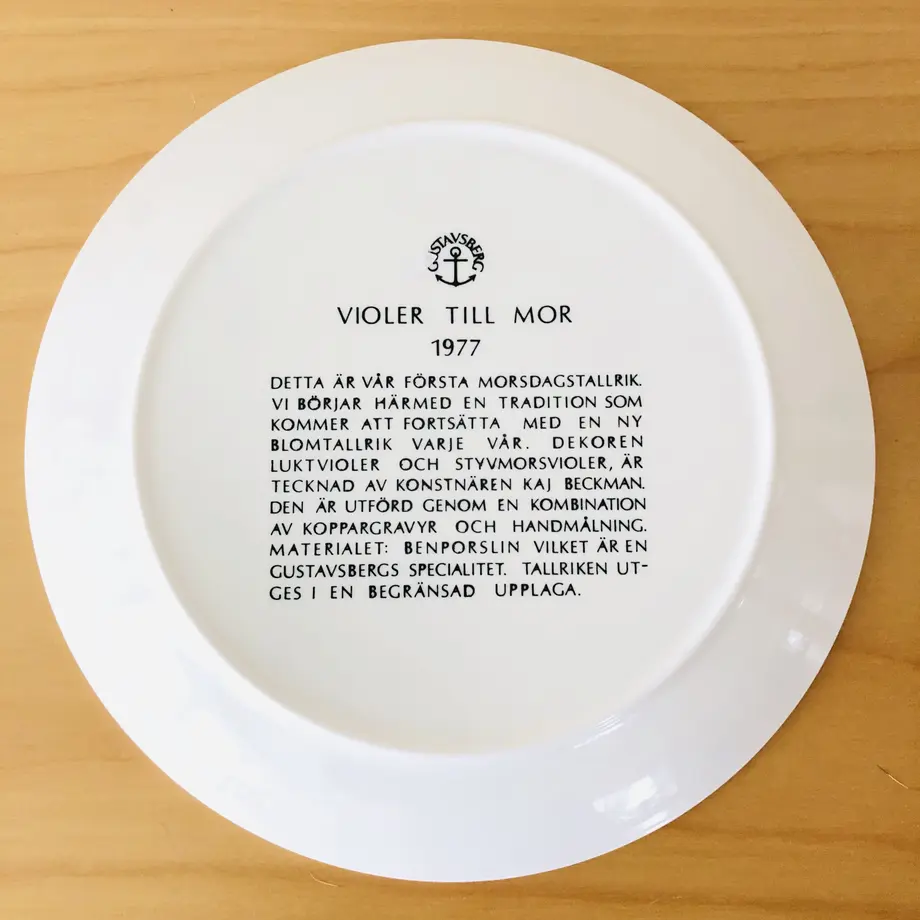 GUSTAVSBERG
VIOLER TILL MOR
1977
DETTA ÄR VÅR FÖRSTA MORSDAGSTALLRIK.
VI BÖRJAR HÄRMED EN TRADITION SOM
KOMMER ATT FORTSÄTTA MED EN NY
BLOMTALLRIK VARJE VÅR. DEKOREN
LUKTVIOLER OCH STYVMORSVIOLER, ÄR
TECKNAD AV KONSTNÄREN KAJ BECKMAN.
DEN ÄR UTFÖRD GENOM EN KOMBINATION
AV KOPPARGRAVYR OCH HANDMÅLNING.
MATERIALET: BENPORSLIN VILKET ÄR EN
GUSTAVSBERGS SPECIALITET. TALLRIKEN UT-
GES I EN BEGRÄNSAD UPPLAGA.